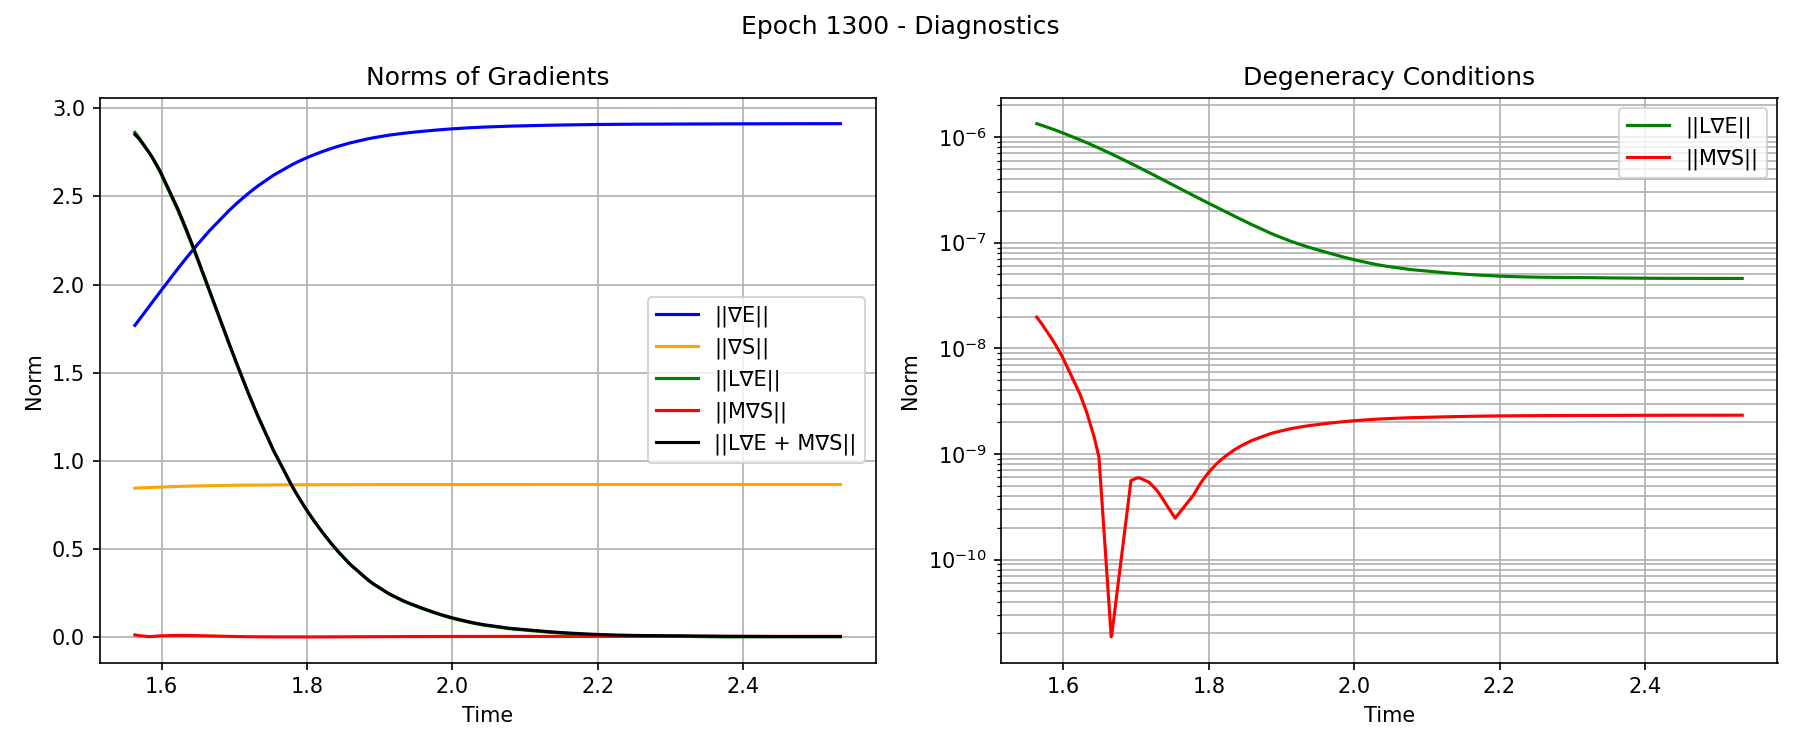 Epoch 1300 - Diagnostics
Norms of Gradients
3.0
2.5
2.0
1.5
1.0
0.5
0.0
Norm
1.6
1.8
2.0
2.2
2.4
Time
||∇E||
||∇S||
||L∇E||
||M∇S||
||L∇E + M∇S||
Degeneracy Conditions
10⁻⁶
10⁻⁷
10⁻⁸
10⁻⁹
10⁻¹⁰
Norm
1.6
1.8
2.0
2.2
2.4
Time
||L∇E||
||M∇S||